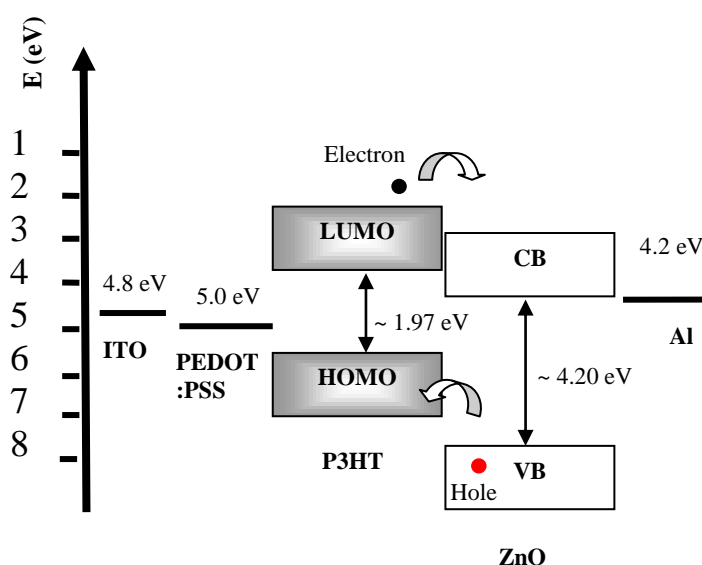 E (eV)
1
2
3
4
5
6
7
8
Electron
LUMO
CB
4.2 eV
4.8 eV
5.0 eV
~ 1.97 eV
ITO
PEDOT
:PSS
Al
HOMO
~ 4.20 eV
P3HT
VB
Hole
ZnO